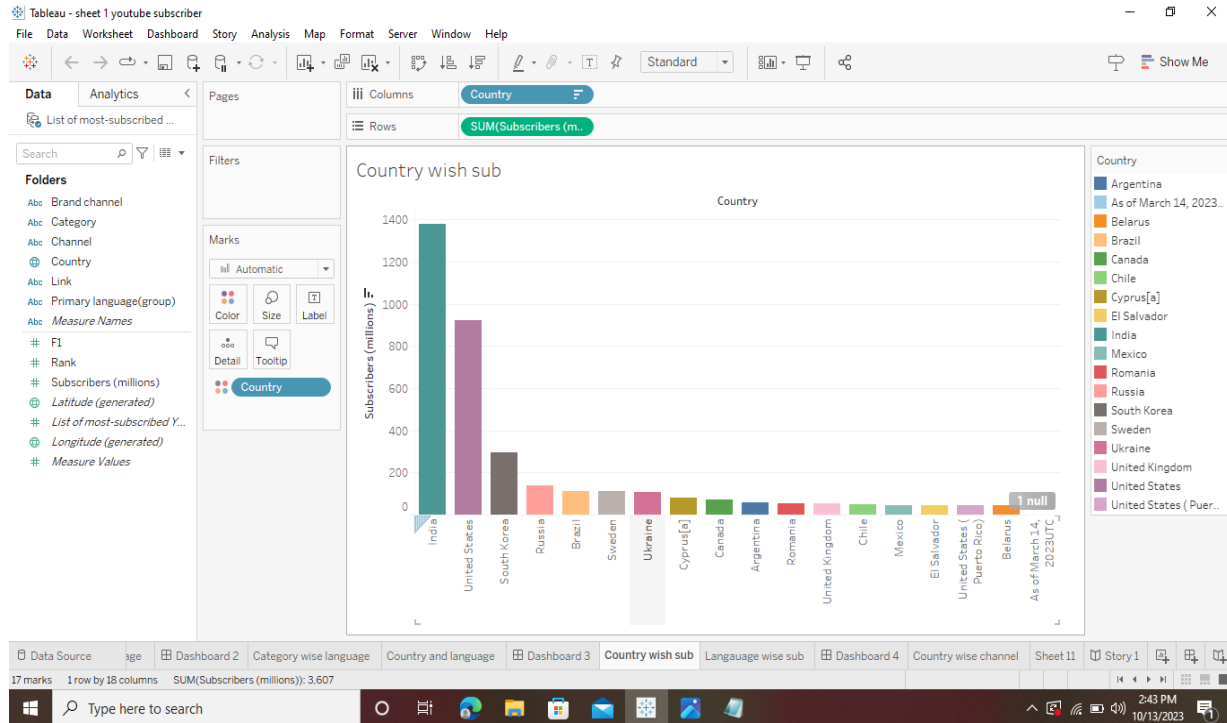 Tableau - sheet 1 youtube subscriber
File Data Worksheet Dashboard Story Analysis Map Format Server Window Help
Standard
Show Me
Data Analytics
List of most-subscribed ...
Search
Folders
Abc Brand channel
Abc Category
Abc Channel
Country
Abc Link
Abc Primary language(group)
Abc Measure Names
# F1
# Rank
# Subscribers (millions)
Latitude (generated)
# List of most-subscribed Y...
Longitude (generated)
# Measure Values
Pages
Filters
Marks
Automatic
Color Size Label
Detail Tooltip
Country
Columns Country
Rows SUM(Subscribers (m..
Country wish sub
Country
Subscribers (millions)
1400
1200
1000
800
600
400
200
0
1 null
India
United States
South Korea
Russia
Brazil
Sweden
Ukraine
Cyprus[a]
Canada
Argentina
Romania
United Kingdom
Chile
Mexico
El Salvador
United States (
Puerto Rico)
Belarus
As of March 14,
2023UTC
Country
Argentina
As of March 14, 2023..
Belarus
Brazil
Canada
Chile
Cyprus[a]
El Salvador
India
Mexico
Romania
Russia
South Korea
Sweden
Ukraine
United Kingdom
United States
United States ( Puer..
Data Source age Dashboard 2 Category wise language Country and language Dashboard 3 Country wish sub Langauage wise sub Dashboard 4 Country wise channel Sheet 11 Story 1
17 marks 1 row by 18 columns SUM(Subscribers (millions)): 3,607
Type here to search
2:43 PM
10/13/2023
1